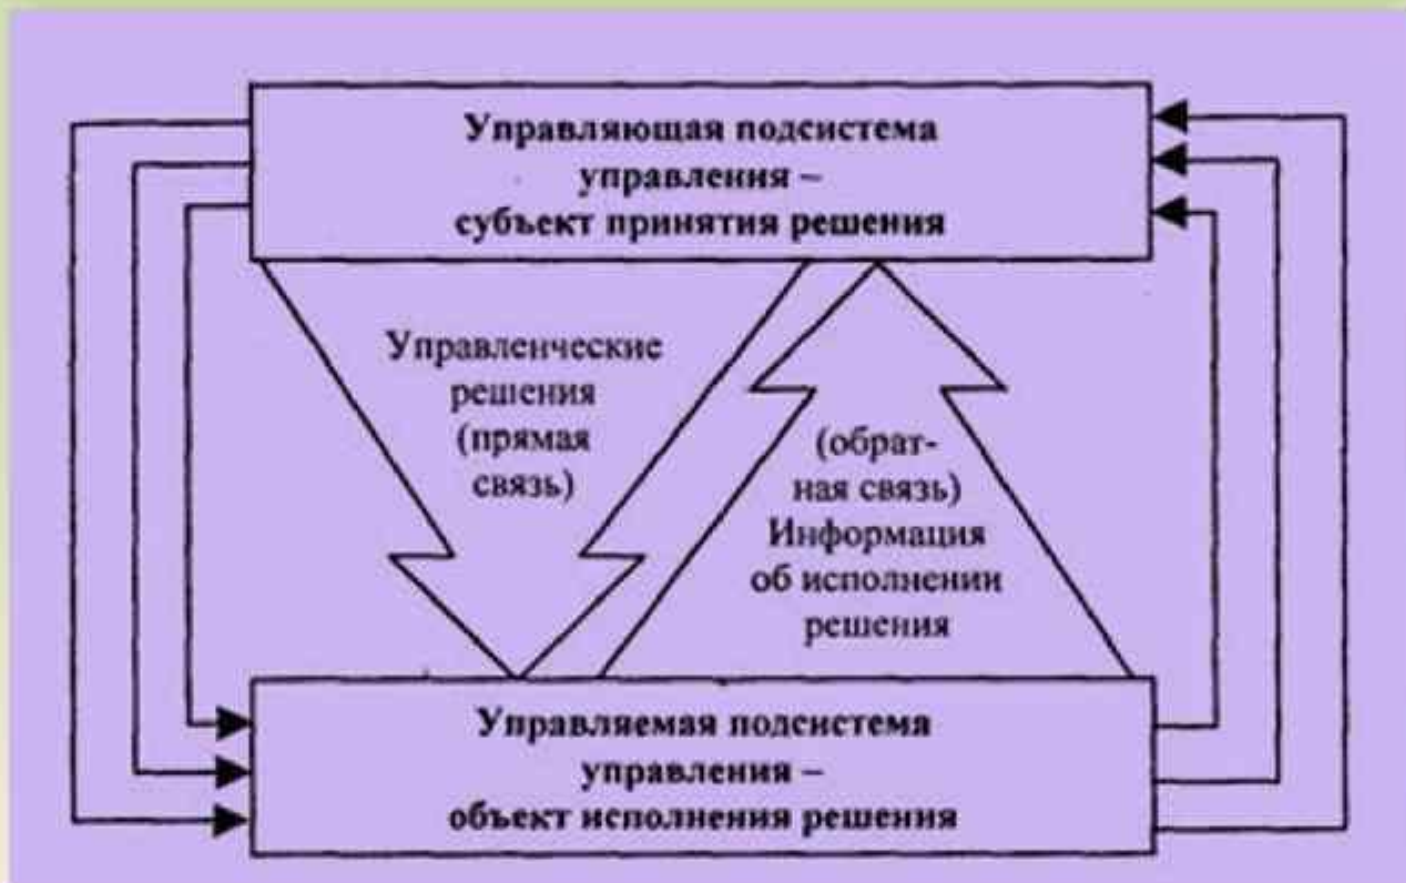 Управляющая подсистема
управления –
субъект принятия решения
Управленческие
решения
(прямая
связь)
(обрат-
ная связь)
Информация
об исполнении
решения
Управляемая подсистема
управления –
объект исполнения решения